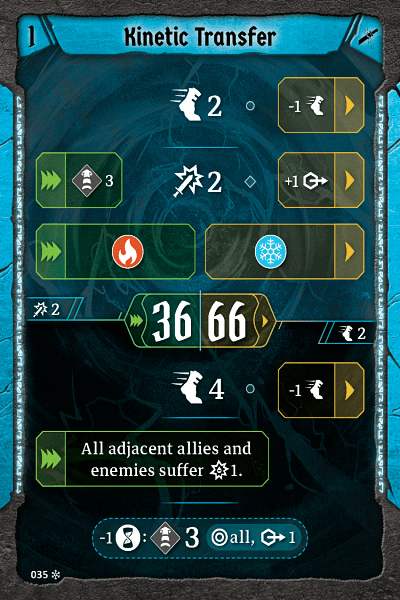 1 Kinetic Transfer
2 -1
3 2 +1
2 36 66 2
4 -1
All adjacent allies and
enemies suffer 1.
-1 : 3 all, 1
035